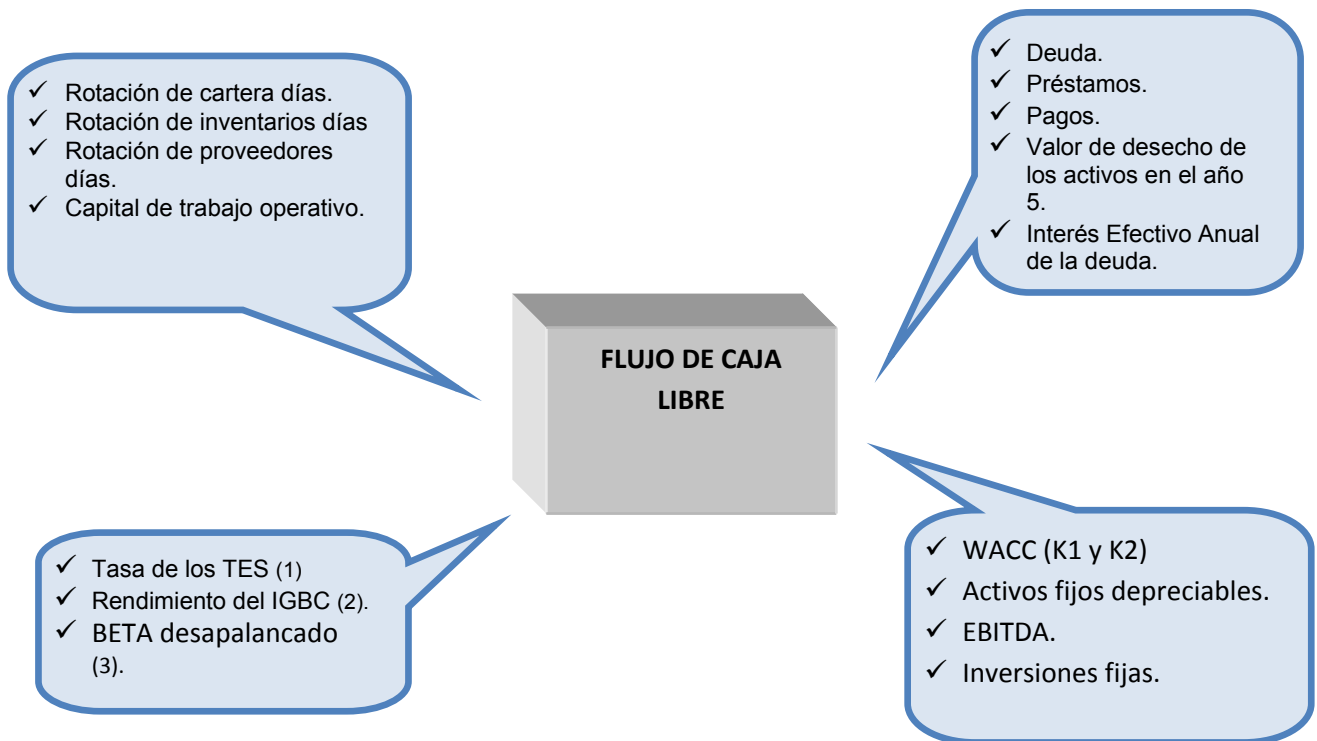 ✓ Rotación de cartera días.
✓ Rotación de inventarios días
✓ Rotación de proveedores
días.
✓ Capital de trabajo operativo.
✓ Deuda.
✓ Préstamos.
✓ Pagos.
✓ Valor de desecho de
los activos en el año
5.
✓ Interés Efectivo Anual
de la deuda.
FLUJO DE CAJA
LIBRE
✓ Tasa de los TES (1)
✓ Rendimiento del IGBC (2).
✓ BETA desapalancado
(3).
✓ WACC (K1 y K2)
✓ Activos fijos depreciables.
✓ EBITDA.
✓ Inversiones fijas.